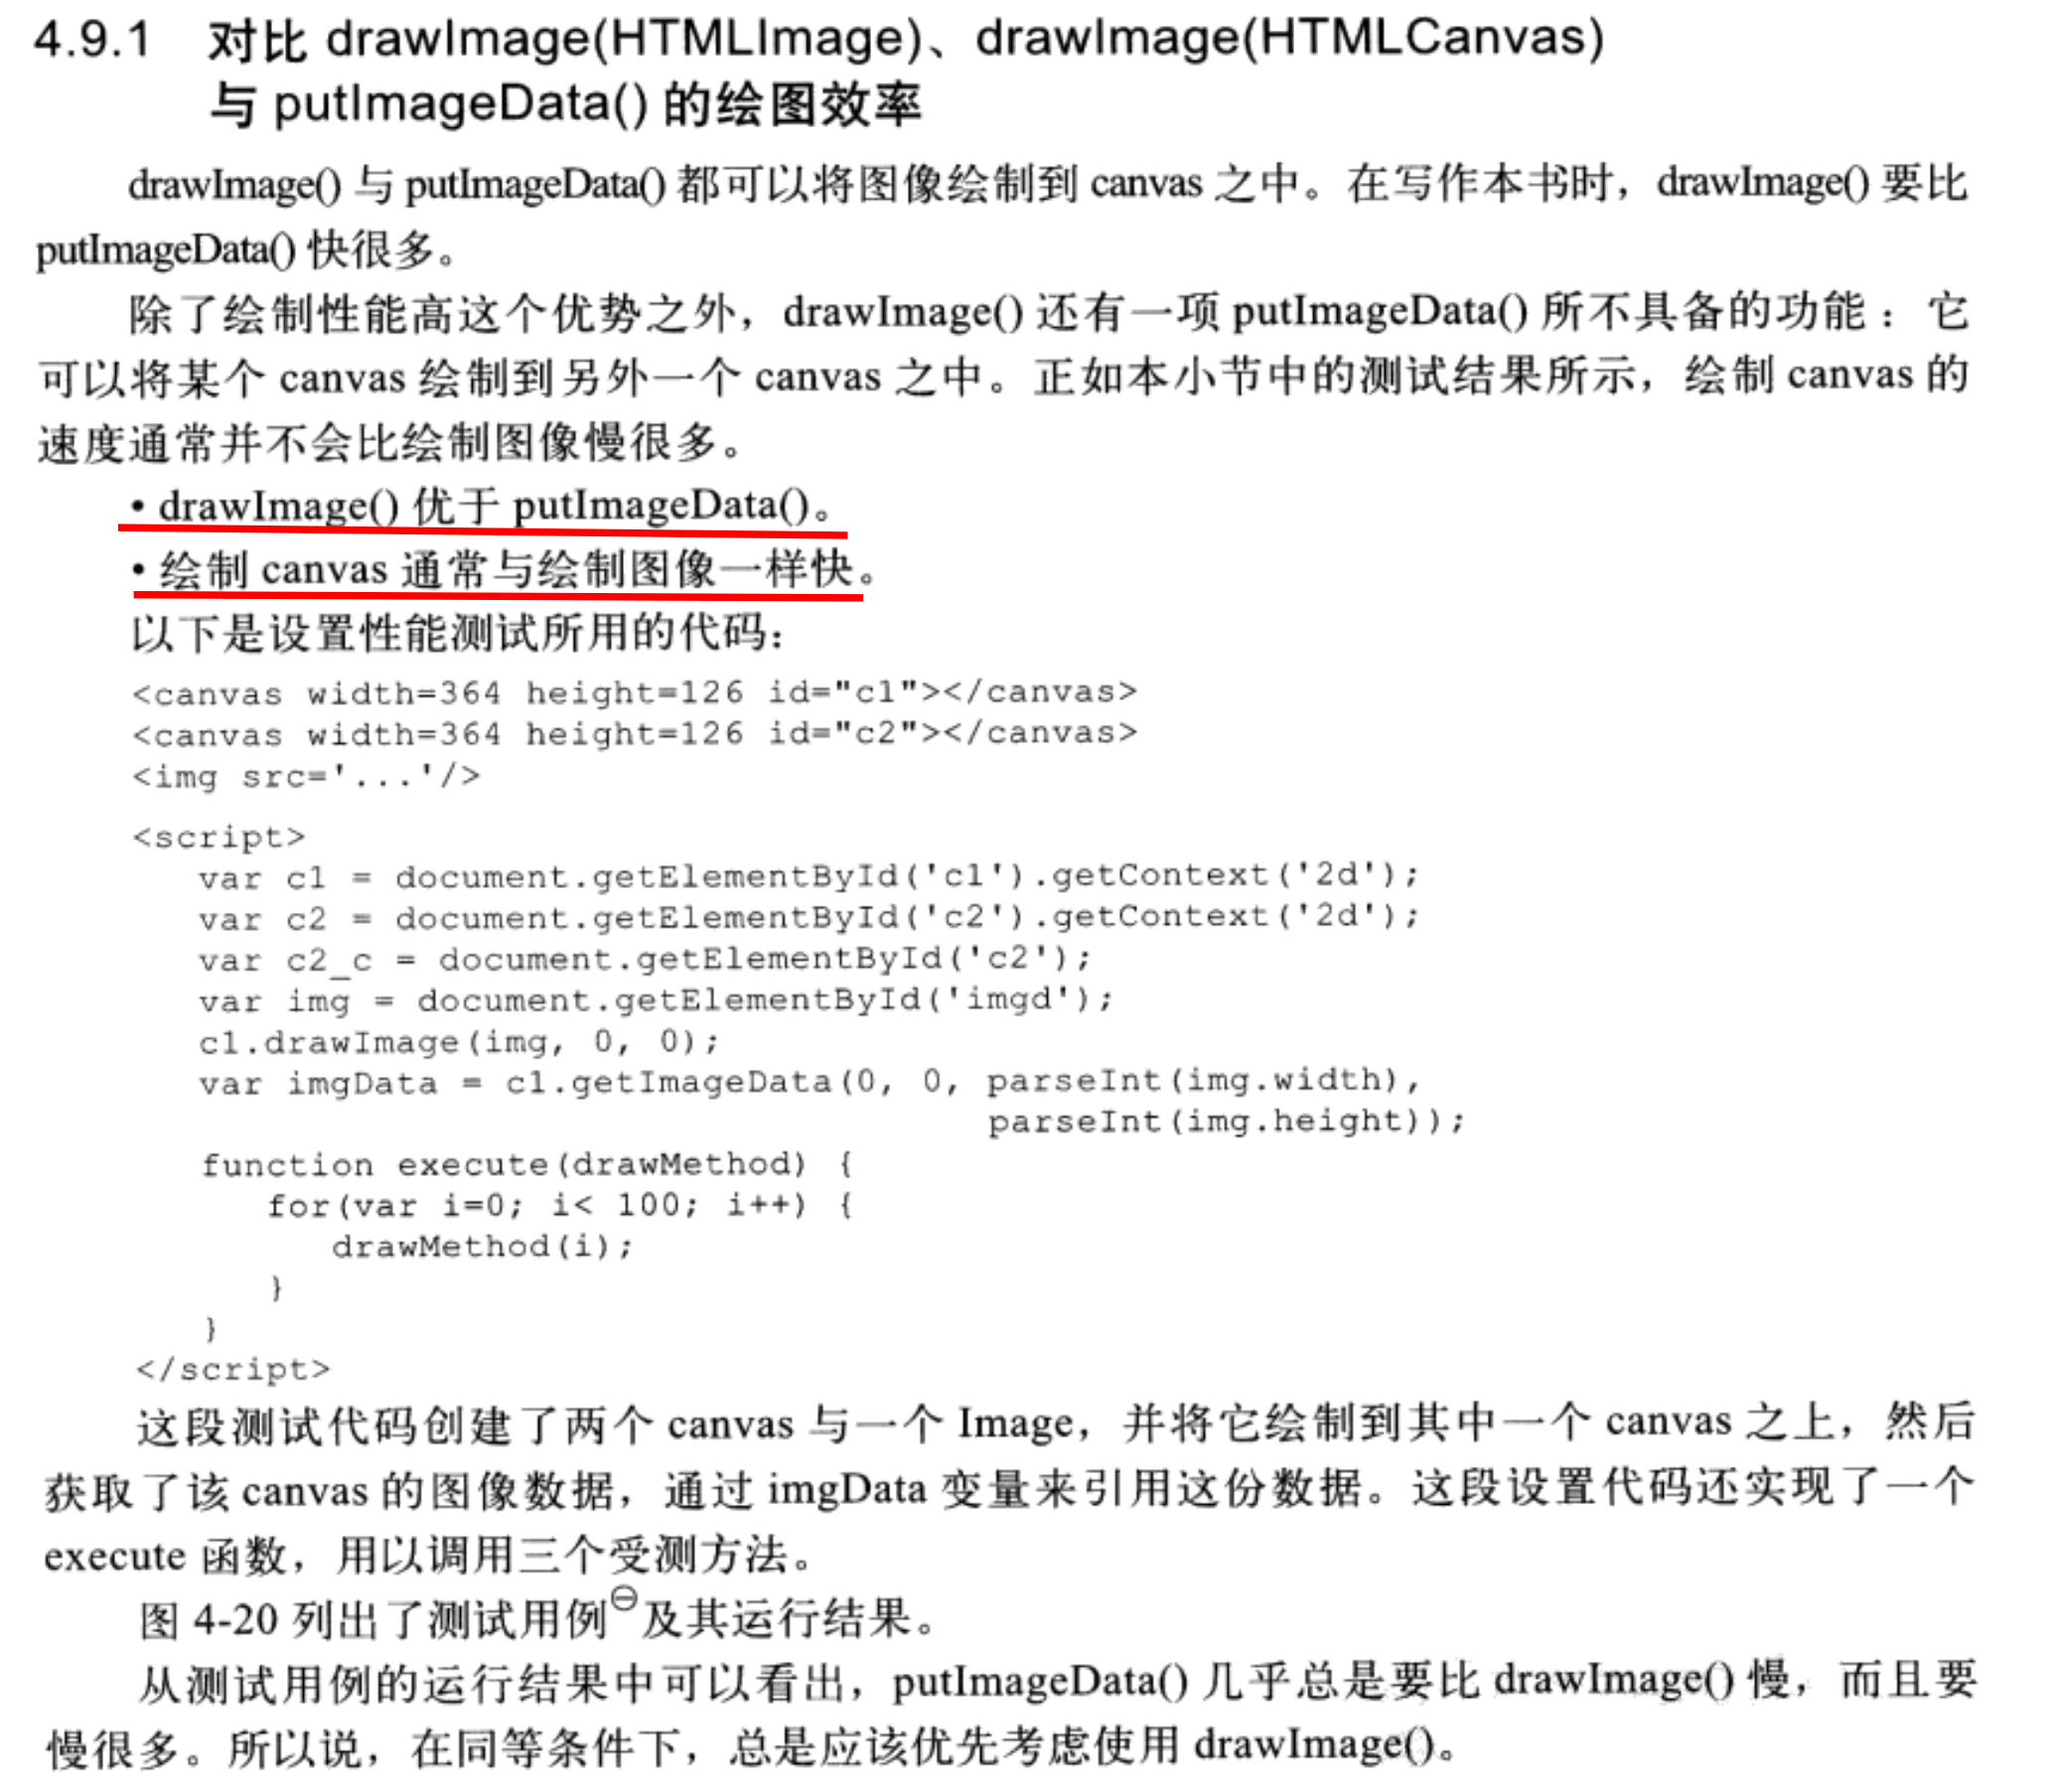 4.9.1 对比 drawImage(HTMLImage)、drawImage(HTMLCanvas)
与 putImageData() 的绘图效率
drawImage() 与 putImageData() 都可以将图像绘制到 canvas 之中。在写作本书时，drawImage() 要比
putImageData() 快很多。
除了绘制性能高这个优势之外，drawImage() 还有一项 putImageData() 所不具备的功能：它
可以将某个 canvas 绘制到另外一个 canvas 之中。正如本小节中的测试结果所示，绘制 canvas 的
速度通常并不会比绘制图像慢很多。
• drawImage() 优于 putImageData()。
• 绘制 canvas 通常与绘制图像一样快。
以下是设置性能测试所用的代码：
<canvas width=364 height=126 id="c1"></canvas>
<canvas width=364 height=126 id="c2"></canvas>
<img src='...'/>
<script>
var c1 = document.getElementById('c1').getContext('2d');
var c2 = document.getElementById('c2').getContext('2d');
var c2_c = document.getElementById('c2');
var img = document.getElementById('imgd');
c1.drawImage(img, 0, 0);
var imgData = c1.getImageData(0, 0, parseInt(img.width),
parseInt(img.height));
function execute(drawMethod) {
for(var i=0; i< 100; i++) {
drawMethod(i);
}
}
</script>
这段测试代码创建了两个 canvas 与一个 Image，并将它绘制到其中一个 canvas 之上，然后
获取了该 canvas 的图像数据，通过 imgData 变量来引用这份数据。这段设置代码还实现了一个
execute 函数，用以调用三个受测方法。
图 4-20 列出了测试用例⊖及其运行结果。
从测试用例的运行结果中可以看出，putImageData() 几乎总是要比 drawImage() 慢，而且要
慢很多。所以说，在同等条件下，总是应该优先考虑使用 drawImage()。